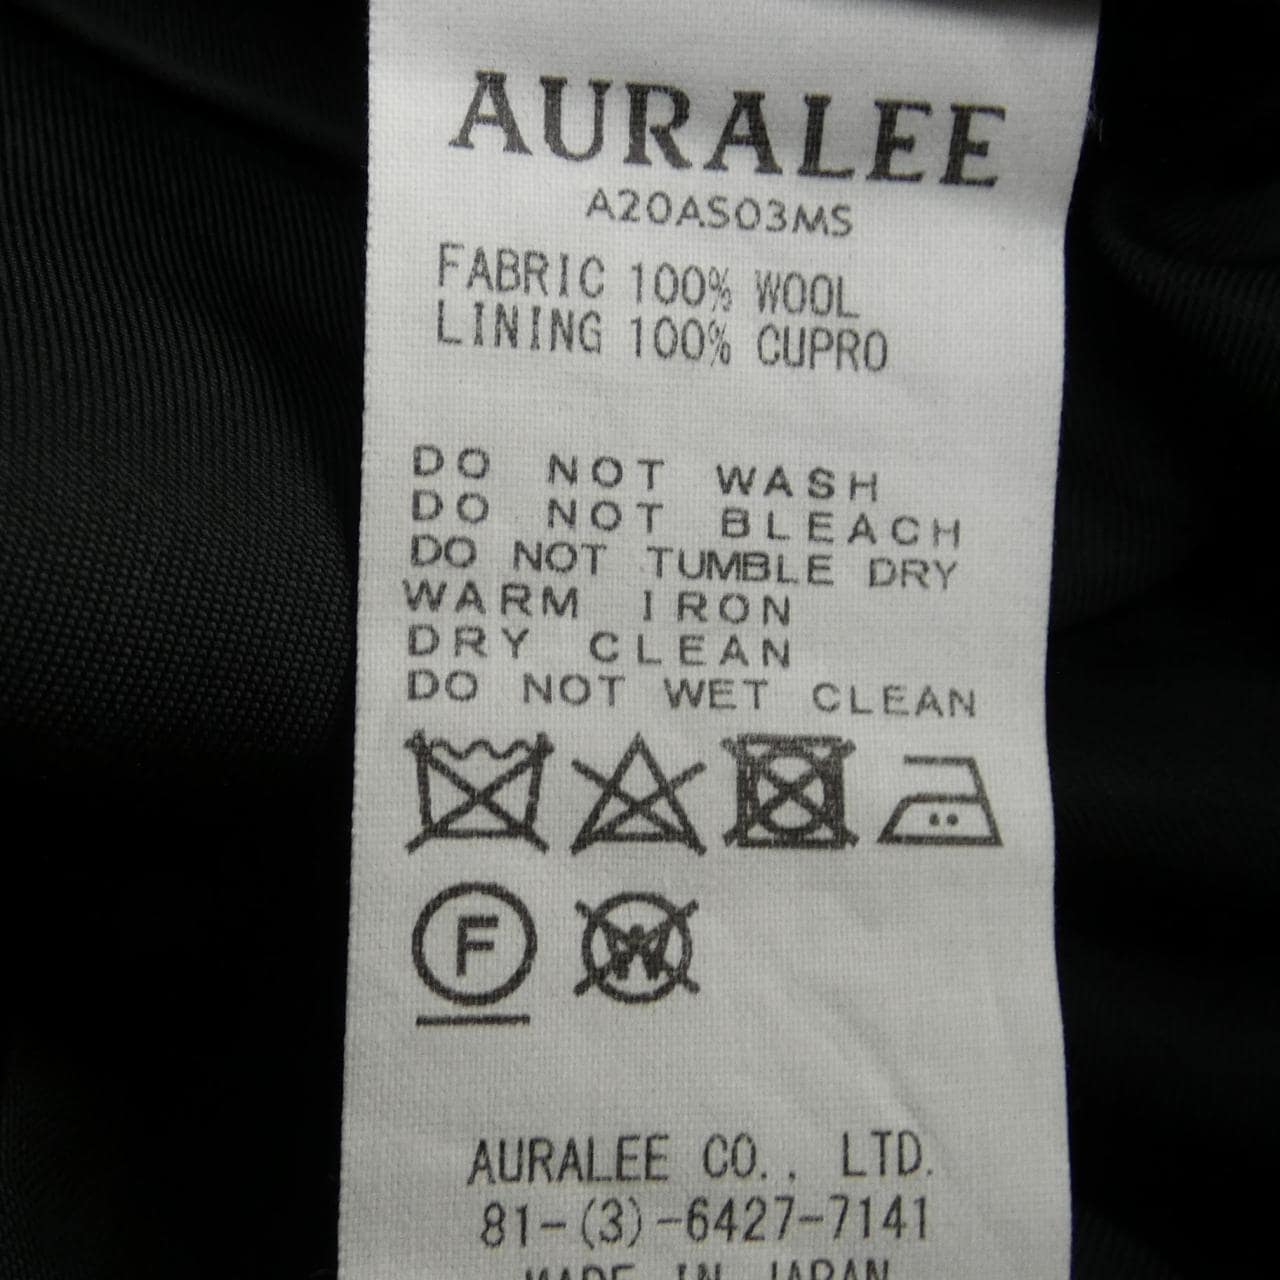 AURALEE
A20AS03MS
FABRIC 100% WOOL
LINING 100% CUPRO
DO NOT WASH
DO NOT BLEACH
DO NOT TUMBLE DRY
WARM IRON
DRY CLEAN
DO NOT WET CLEAN
F W
AURALEE CO., LTD.
81-(3)-6427-7141
MADE IN JAPAN